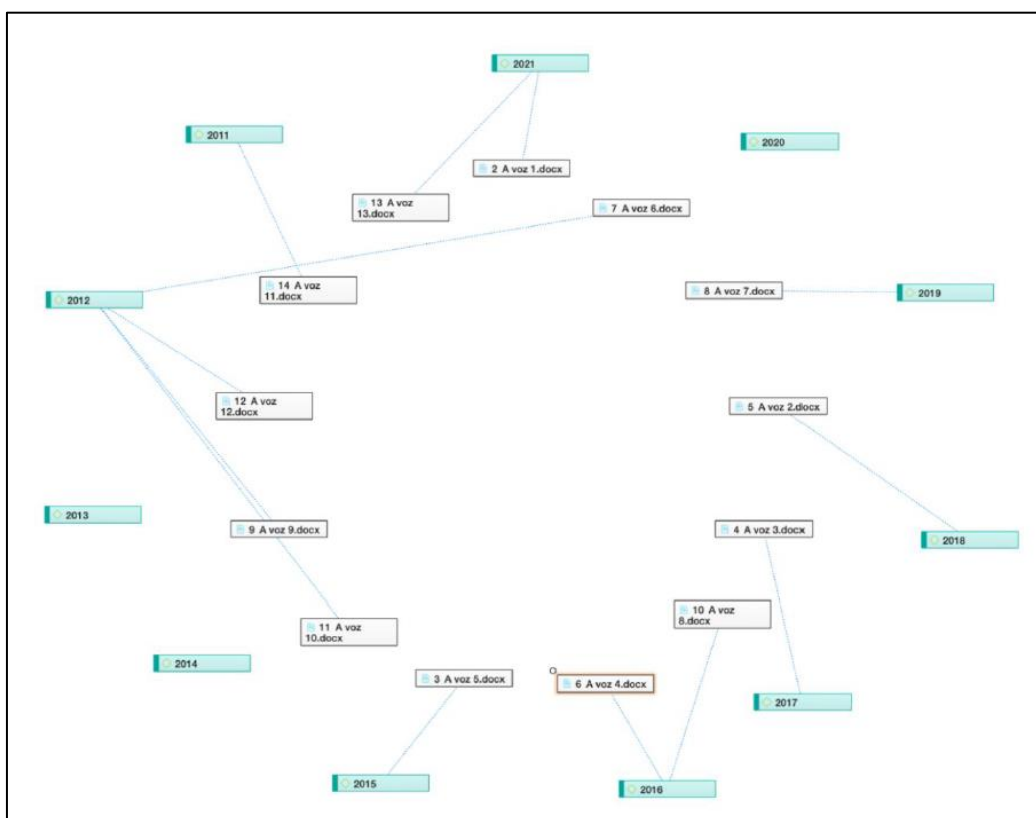 2021
2011
2020
2 A voz 1.docx
13 A voz
13.docx
7 A voz 6.docx
14 A voz
11.docx
2012
8 A voz 7.docx
2019
12 A voz
12.docx
5 A voz 2.docx
2013
9 A voz 9.docx
4 A voz 3.docx
2018
10 A voz
8.docx
11 A voz
10.docx
2014
3 A voz 5.docx
6 A voz 4.docx
2017
2015
2016